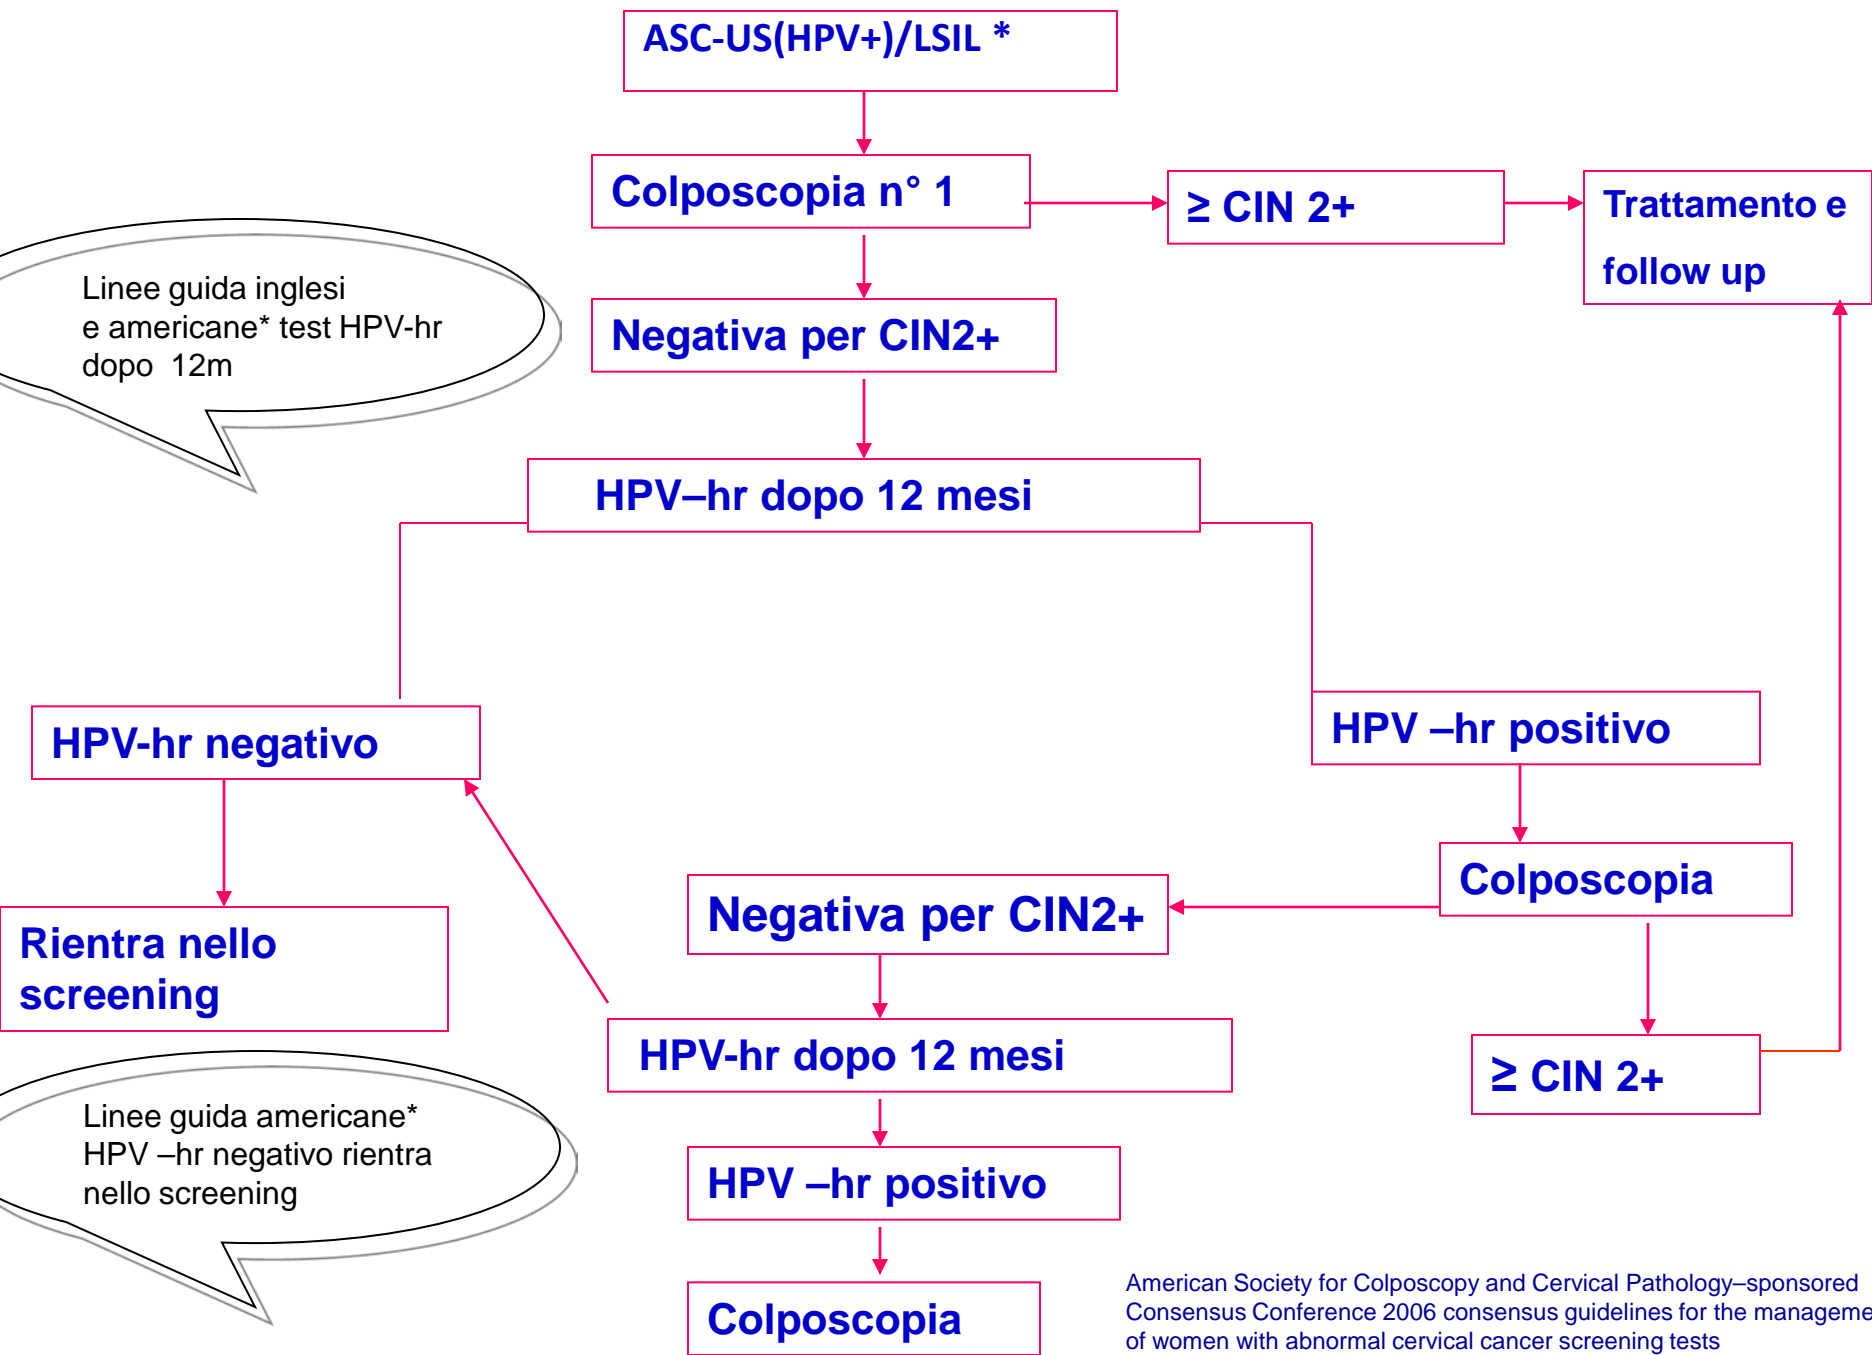 ASC-US(HPV+)/LSIL *
Colposcopia n° 1
≥ CIN 2+
Trattamento e
follow up
Linee guida inglesi
e americane* test HPV-hr
dopo 12m
Negativa per CIN2+
HPV–hr dopo 12 mesi
HPV-hr negativo
HPV –hr positivo
Colposcopia
Negativa per CIN2+
Rientra nello
screening
HPV-hr dopo 12 mesi
≥ CIN 2+
Linee guida americane*
HPV –hr negativo rientra
nello screening
HPV –hr positivo
Colposcopia
American Society for Colposcopy and Cervical Pathology–sponsored
Consensus Conference 2006 consensus guidelines for the manageme
of women with abnormal cervical cancer screening tests